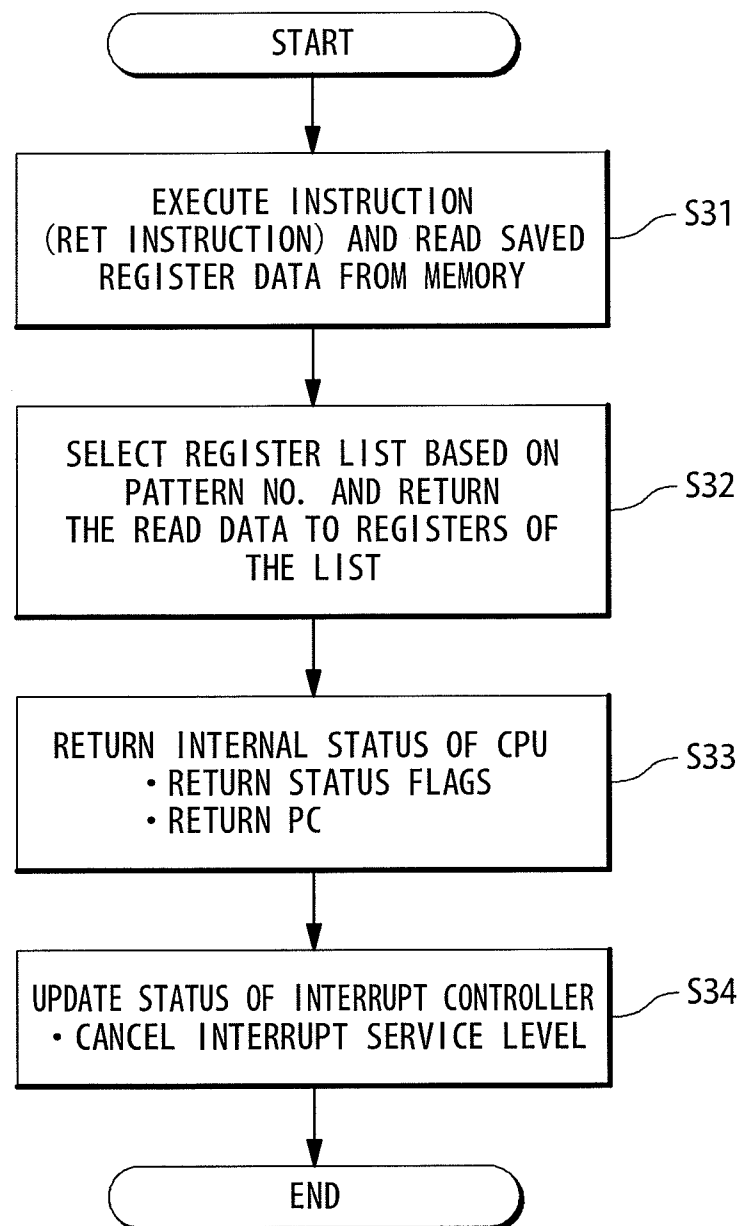 START
EXECUTE INSTRUCTION
(RET INSTRUCTION) AND READ SAVED
REGISTER DATA FROM MEMORY
S31
SELECT REGISTER LIST BASED ON
PATTERN NO. AND RETURN
THE READ DATA TO REGISTERS OF
THE LIST
S32
RETURN INTERNAL STATUS OF CPU
・RETURN STATUS FLAGS
・RETURN PC
S33
UPDATE STATUS OF INTERRUPT CONTROLLER
・CANCEL INTERRUPT SERVICE LEVEL
S34
END